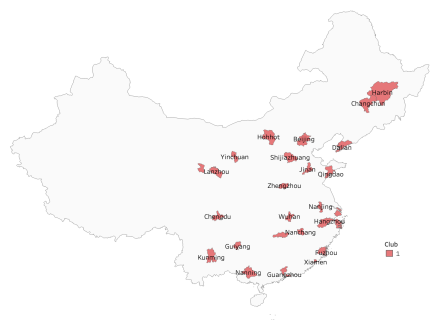 Harbin
Changchun
Hohhot
Beijing
Dalian
Yinchuan
Shijiazhuang
Lanzhou
Jinan
Qingdao
Zhengzhou
Nanjing
Chengdu
Wuhan
Hangzhou
Nanchang
Guiyang
Fuzhou
Kunming
Xiamen
Nanning
Guangzhou
Club
1